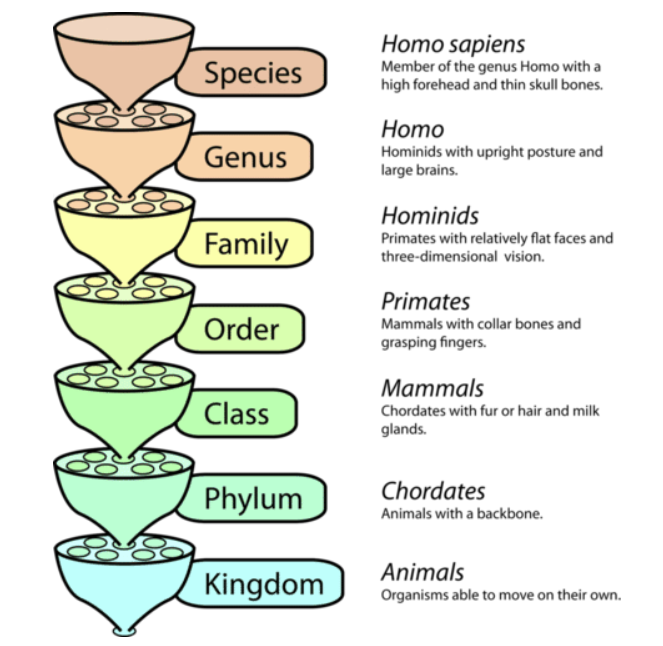 Species
Homo sapiens
Member of the genus Homo with a
high forehead and thin skull bones.
Genus
Homo
Hominids with upright posture and
large brains.
Family
Hominids
Primates with relatively flat faces and
three-dimensional vision.
Order
Primates
Mammals with collar bones and
grasping fingers.
Class
Mammals
Chordates with fur or hair and milk
glands.
Phylum
Chordates
Animals with a backbone.
Kingdom
Animals
Organisms able to move on their own.